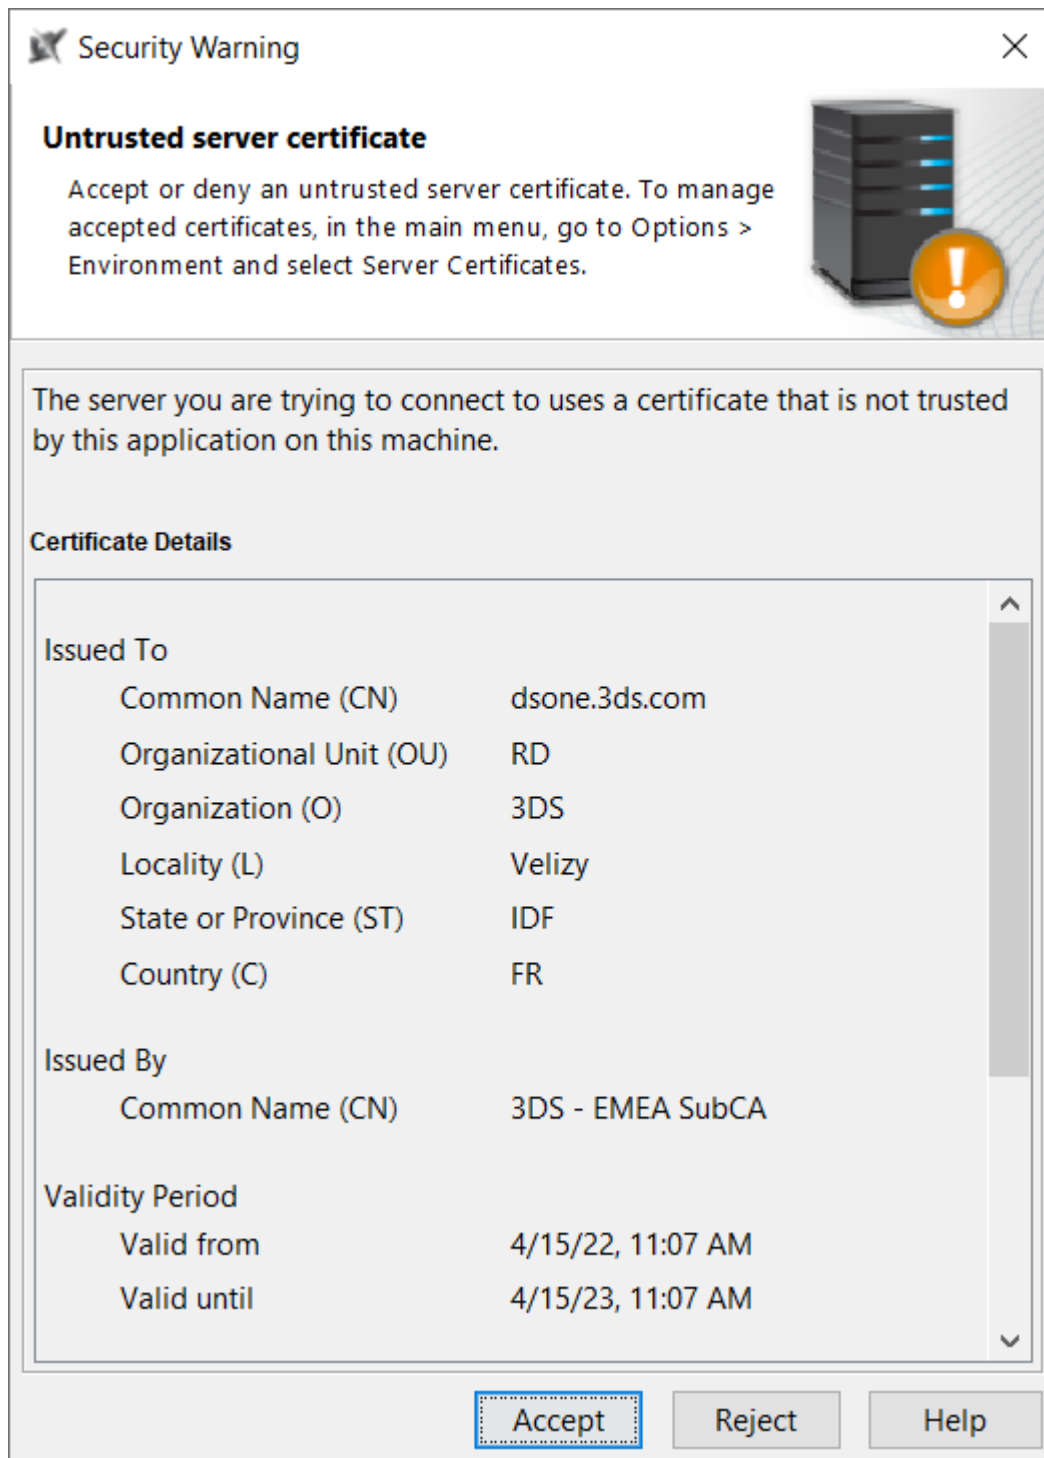 Security Warning
Untrusted server certificate
Accept or deny an untrusted server certificate. To manage
accepted certificates, in the main menu, go to Options >
Environment and select Server Certificates.
The server you are trying to connect to uses a certificate that is not trusted
by this application on this machine.
Certificate Details
Issued To
Common Name (CN) dsone.3ds.com
Organizational Unit (OU) RD
Organization (O) 3DS
Locality (L) Velizy
State or Province (ST) IDF
Country (C) FR
Issued By
Common Name (CN) 3DS - EMEA SubCA
Validity Period
Valid from 4/15/22, 11:07 AM
Valid until 4/15/23, 11:07 AM
Accept Reject Help